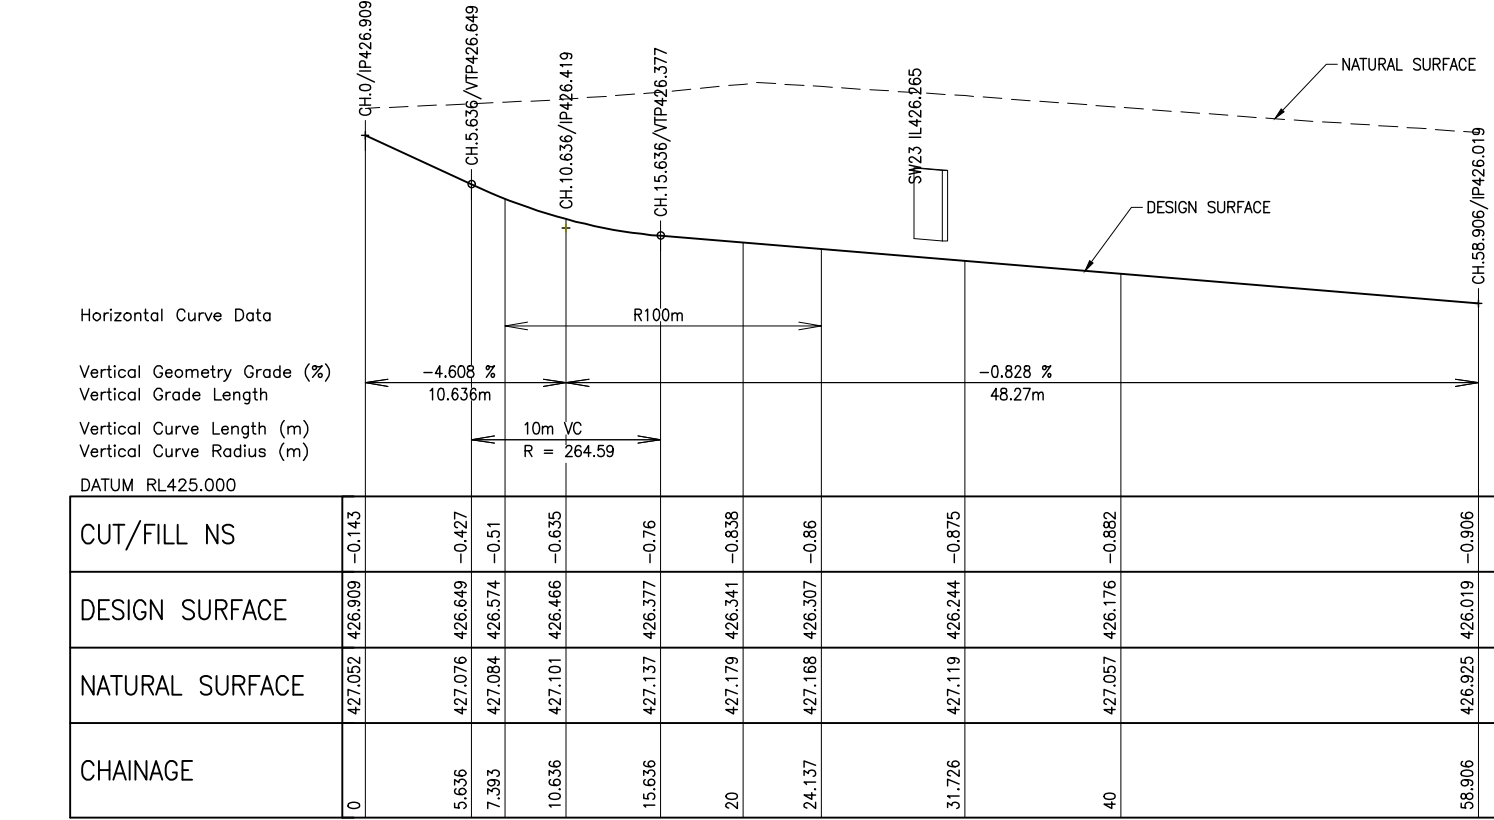 CH.0/IP426.909
CH.5.636/VTP426.649
CH.10.636/IP426.419
CH.15.636/VTP426.377
SW23 IL426.265
NATURAL SURFACE
DESIGN SURFACE
CH.58.906/IP426.019
Horizontal Curve Data
R100m
Vertical Geometry Grade (%)
-4.608 %
-0.828 %
Vertical Grade Length
10.636m
48.27m
Vertical Curve Length (m)
10m VC
Vertical Curve Radius (m)
R = 264.59
DATUM RL425.000
CUT/FILL NS -0.143 -0.427 -0.51 -0.635 -0.76 -0.838 -0.86 -0.875 -0.882 -0.906
DESIGN SURFACE 426.909 426.649 426.574 426.466 426.377 426.341 426.307 426.244 426.176 426.019
NATURAL SURFACE 427.052 427.076 427.084 427.101 427.137 427.179 427.168 427.119 427.057 426.925
CHAINAGE 0 5.636 7.393 10.636 15.636 20 24.137 31.726 40 58.906